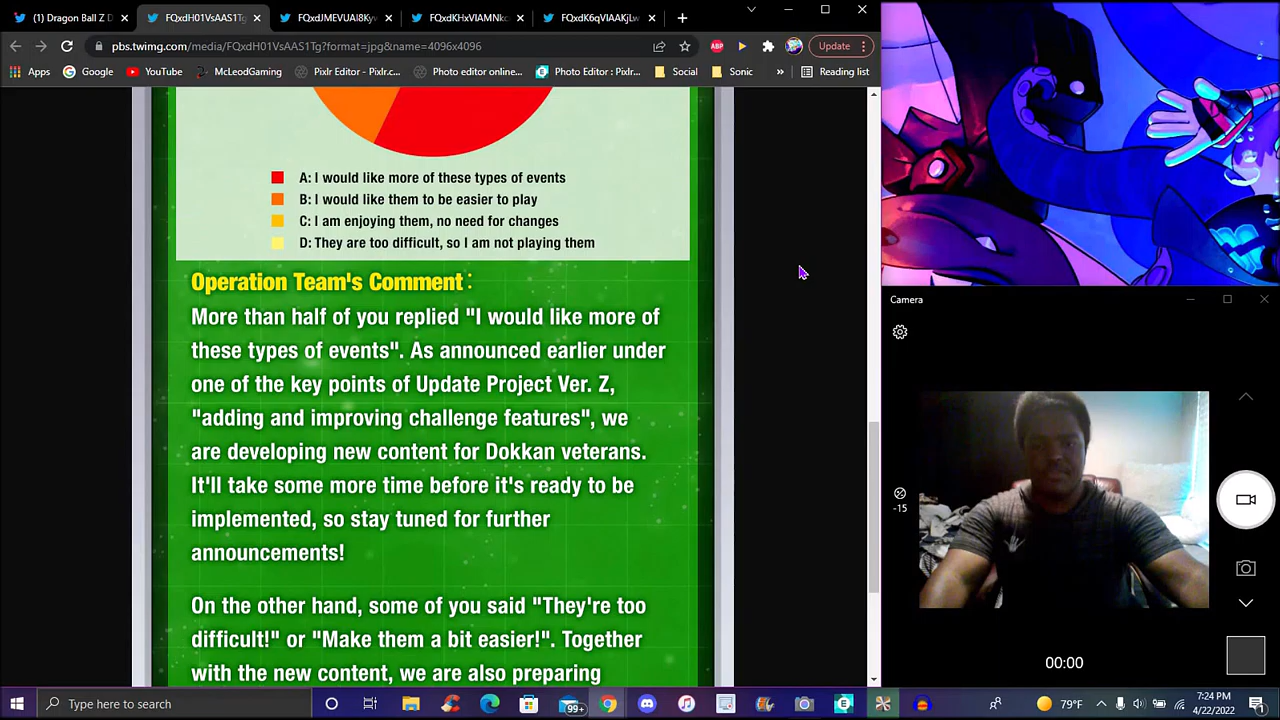 (1) Dragon Ball Z D
FQxdH01VsAAS1Tg
FQxdJMEVUAI8Kyv
FQxdKHxVIAMNkc
FQxdK6qVIAAKjLw
pbs.twimg.com/media/FQxdH01VsAAS1Tg?format=jpg&name=4096x4096
ABP
Update
Apps
Google
YouTube
McLeodGaming
Pixlr Editor - Pixlr.c...
Photo editor online...
Photo Editor : Pixlr...
Social
Sonic
»
Reading list
A: I would like more of these types of events
B: I would like them to be easier to play
C: I am enjoying them, no need for changes
D: They are too difficult, so I am not playing them
Operation Team's Comment:
More than half of you replied "I would like more of
these types of events". As announced earlier under
one of the key points of Update Project Ver. Z,
"adding and improving challenge features", we
are developing new content for Dokkan veterans.
It'll take some more time before it's ready to be
implemented, so stay tuned for further
announcements!
On the other hand, some of you said "They're too
difficult!" or "Make them a bit easier!". Together
with the new content, we are also preparing
Camera
-15
00:00
Type here to search
99+
79°F
7:24 PM
4/22/2022
1